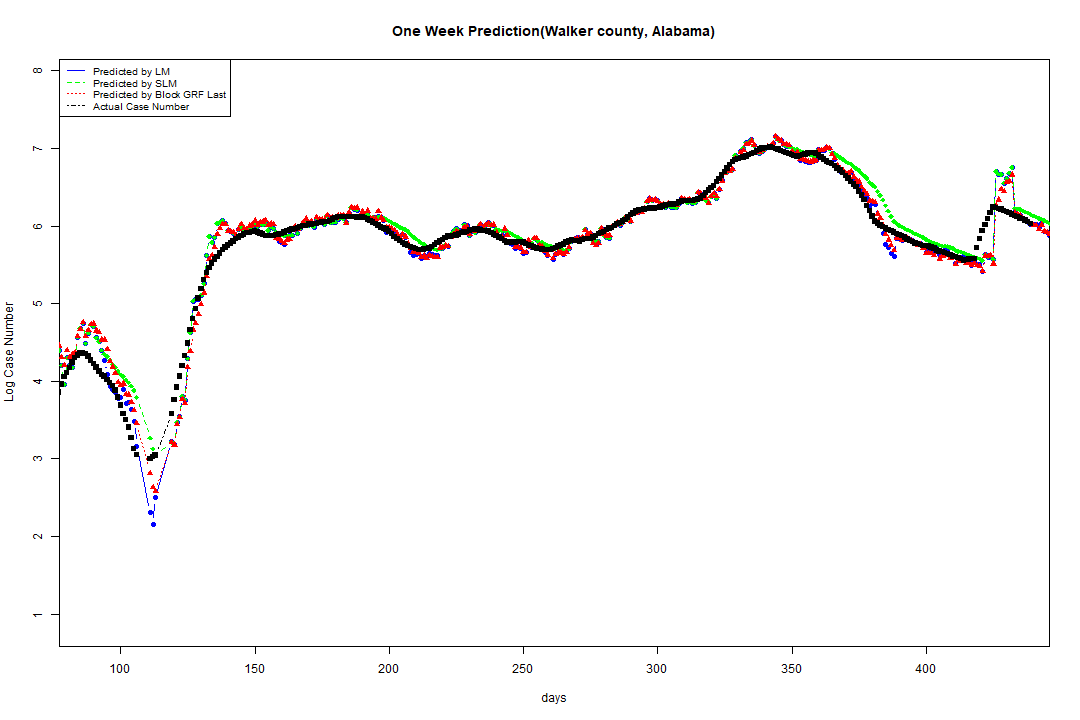 One Week Prediction(Walker county, Alabama)
Predicted by LM
Predicted by SLM
Predicted by Block GRF Last
Actual Case Number
8
7
6
5
4
3
2
1
Log Case Number
100 150 200 250 300 350 400
days